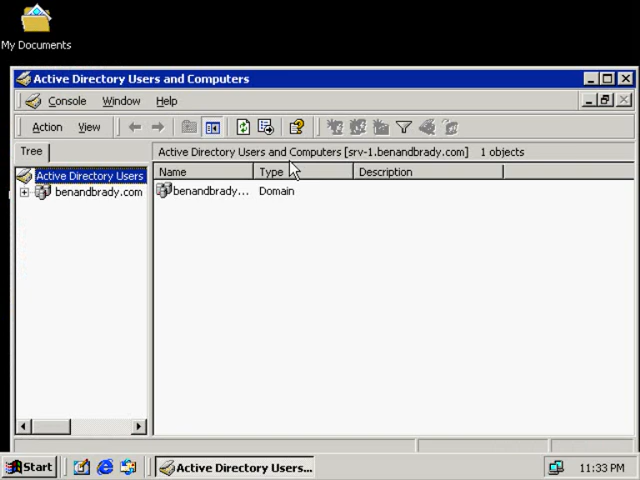 My Documents
Active Directory Users and Computers
Console Window Help
Action View
Tree
Active Directory Users and Computers [srv-1.benandbrady.com] 1 objects
Active Directory Users
benandbrady.com
Name Type Description
benandbrady... Domain
Start
Active Directory Users...
11:33 PM